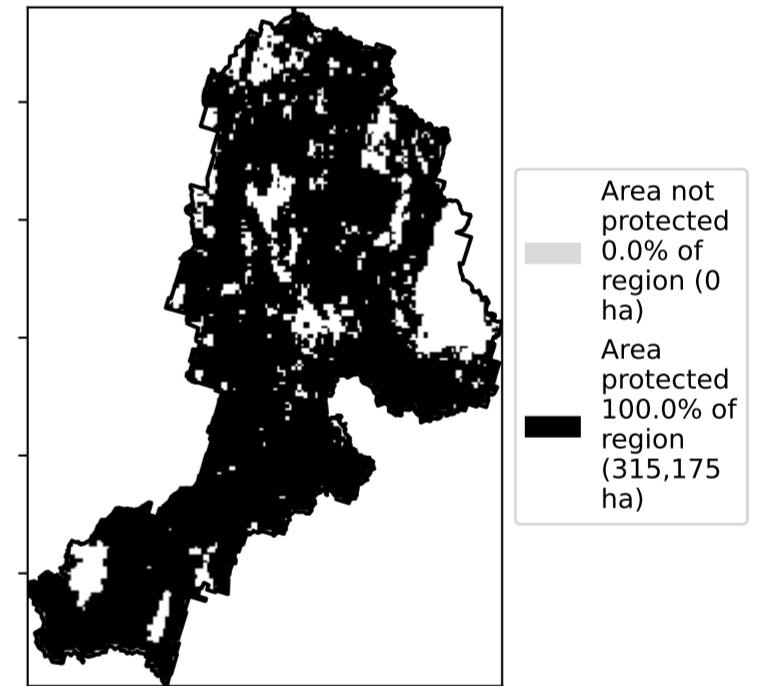 Area not
protected
0.0% of
region (0
ha)
Area
protected
100.0% of
region
(315,175
ha)